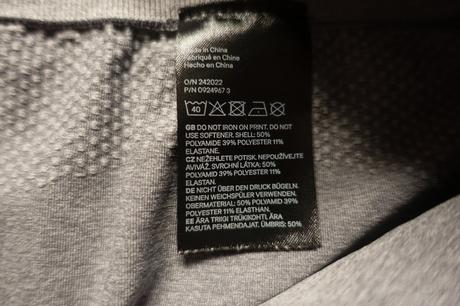 Made in China
Fabriqué en China
Hecho en China
O/N 242022
P/N 0924967 3
40
GB DO NOT IRON ON PRINT. DO NOT
USE SOFTENER. SHELL: 50%
POLYAMIDE 39% POLYESTER 11%
ELASTANE.
CZ NEŽEHLETE POTISK. NEPOUŽÍVEJTE
AVIVÁŽ. SVRCHNÍ LÁTKA: 50%
POLYAMID 39% POLYESTER 11%
ELASTAN.
DE NICHT ÜBER DEN DRUCK BÜGELN.
KEINEN WEICHSPÜLER VERWENDEN.
OBERMATERIAL: 50% POLYAMID 39%
POLYESTER 11% ELASTHAN.
EE ÄRA TRIIGI TRÜKIKOHTI, ÄRA
KASUTA PEHMENDAJAT. ÜMBRIS: 50%